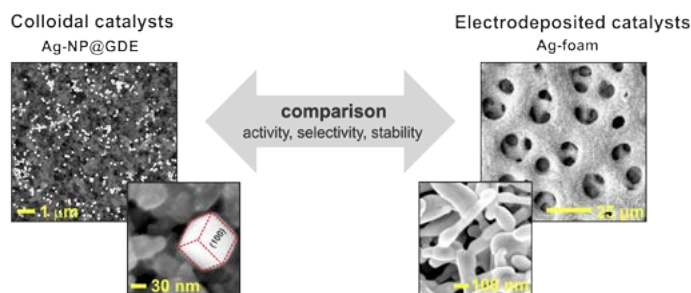 Colloidal catalysts
Ag-NP@GDE
1 μm
(100)
30 nm
comparison
activity, selectivity, stability
Electrodeposited catalysts
Ag-foam
25 μm
100 nm